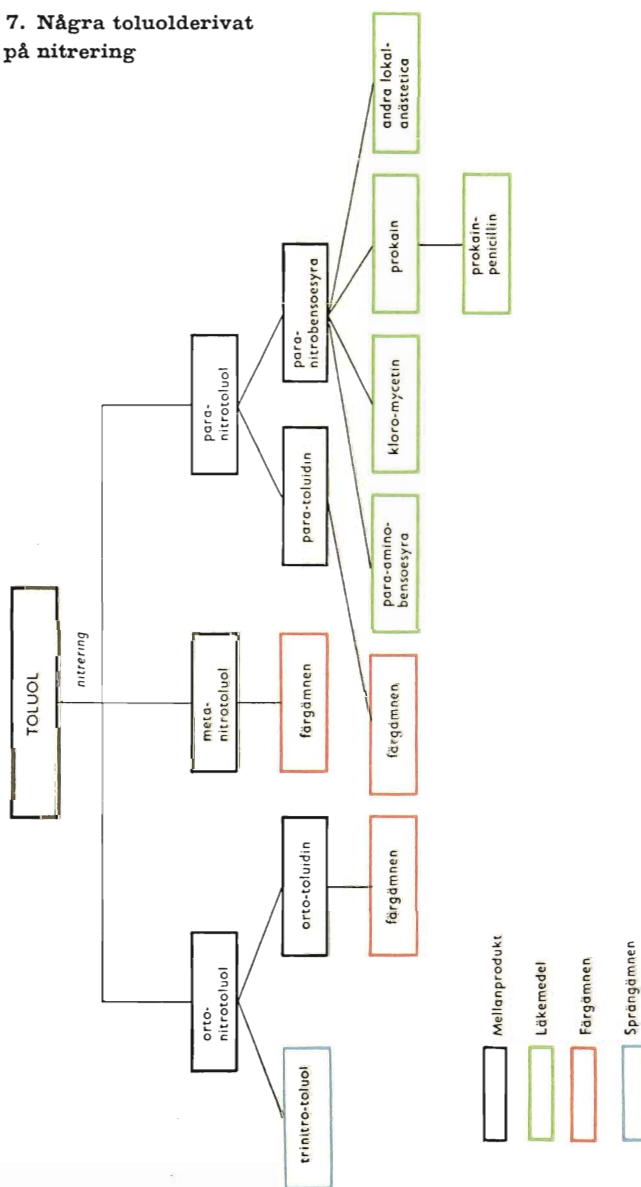 7. Några toluolderivat
på nitrering
TOLUOL
nitrering
orto-
nitrotoluol
meta-
nitrotoluol
para-
nitrotoluol
trinitro-toluol
orto-toluidin
färgämnen
para-toluidin
para-
nitrobensoesyra
färgämnen
färgämnen
para-amino-
bensoesyra
kloro-mycetin
prokain
andra lokal-
anästetica
prokain-
penicillin
Mellanprodukt
Läkemedel
Färgämnen
Sprängämnen